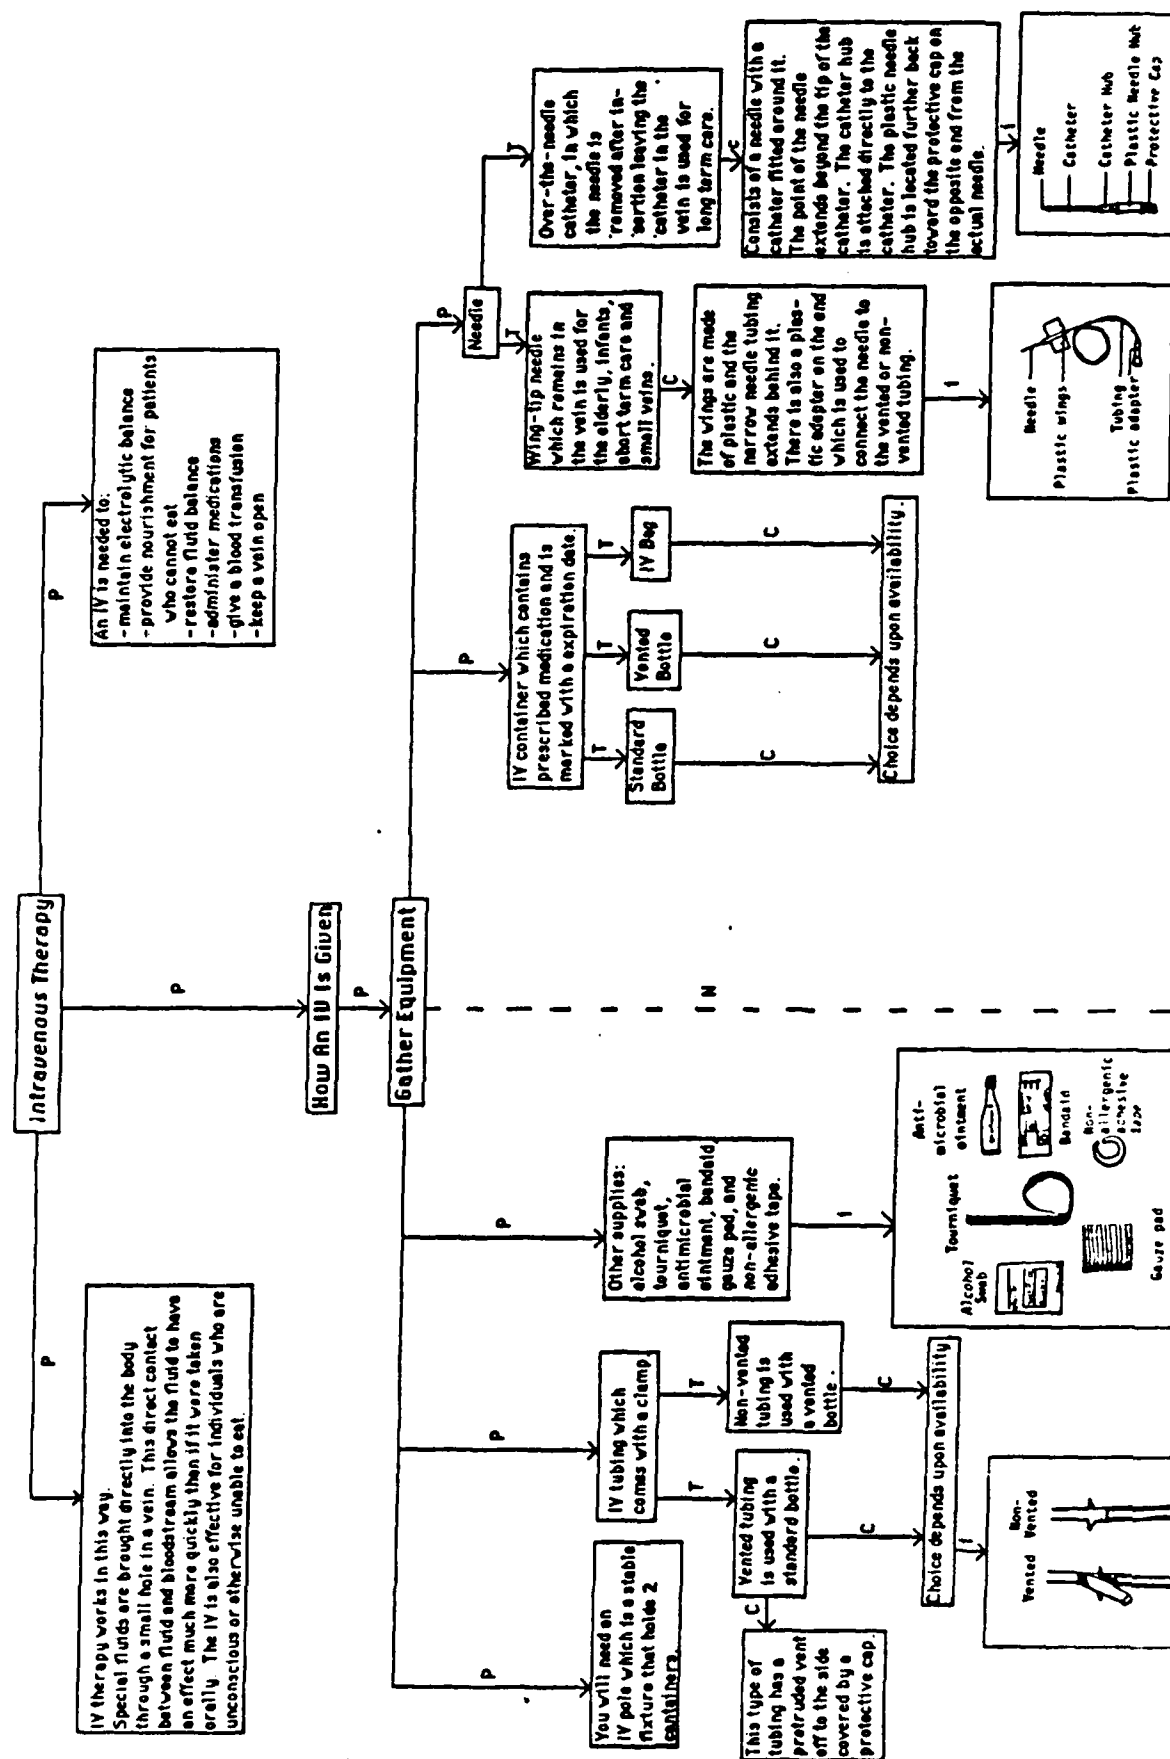 Intravenous Therapy
P
P
P
IV therapy works in this way.
Special fluids are brought directly into the body
through a small hole in a vein. This direct contact
between fluid and bloodstream allows the fluid to have
an effect much more quickly than if it were taken
orally. The IV is also effective for individuals who are
unconscious or otherwise unable to eat.
An IV is needed to:
-maintain electrolytic balance
-provide nourishment for patients
who cannot eat
-restore fluid balance
-administer medications
-give a blood transfusion
-keep a vein open
How An IV Is Given
P
Gather Equipment
P
P
P
P
P
N
You will need an
IV pole which is a stable
fixture that holds 2
containers.
IV tubing which
comes with a clamp.
T
T
Vented tubing
is used with a
standard bottle.
Non-vented
tubing is
used with
a vented
bottle.
C
This type of
tubing has a
protruded vent
off to the side
covered by a
protective cap.
C
C
Choice depends upon availability
i
Vented
Non-
Vented
Other supplies:
alcohol swab,
tourniquet,
antimicrobial
ointment, bandaid,
gauze pad, and
non-allergenic
adhesive tape.
i
Alcohol
Swab
Tourniquet
Anti-
microbial
ointment
Bandaid
Gauze pad
Non-
allergenic
adhesive
tape
IV container which contains
prescribed medication and is
marked with a expiration date.
T
T
T
Standard
Bottle
Vented
Bottle
IV Bag
C
C
C
Choice depends upon availability.
Needle
T
T
Wing-tip needle
which remains in
the vein is used for
the elderly, infants,
short term care and
small veins.
C
The wings are made
of plastic and the
narrow needle tubing
extends behind it.
There is also a plas-
tic adapter on the end
which is used to
connect the needle to
the vented or non-
vented tubing.
i
Needle
Plastic wings
Tubing
Plastic adapter
Over-the-needle
catheter, in which
the needle is
removed after in-
sertion leaving the
catheter in the
vein is used for
long term care.
C
Consists of a needle with a
catheter fitted around it.
The point of the needle
extends beyond the tip of the
catheter. The catheter hub
is attached directly to the
catheter. The plastic needle
hub is located further back
toward the protective cap on
the opposite end from the
actual needle.
i
Needle
Catheter
Catheter Hub
Plastic Needle Hub
Protective Cap